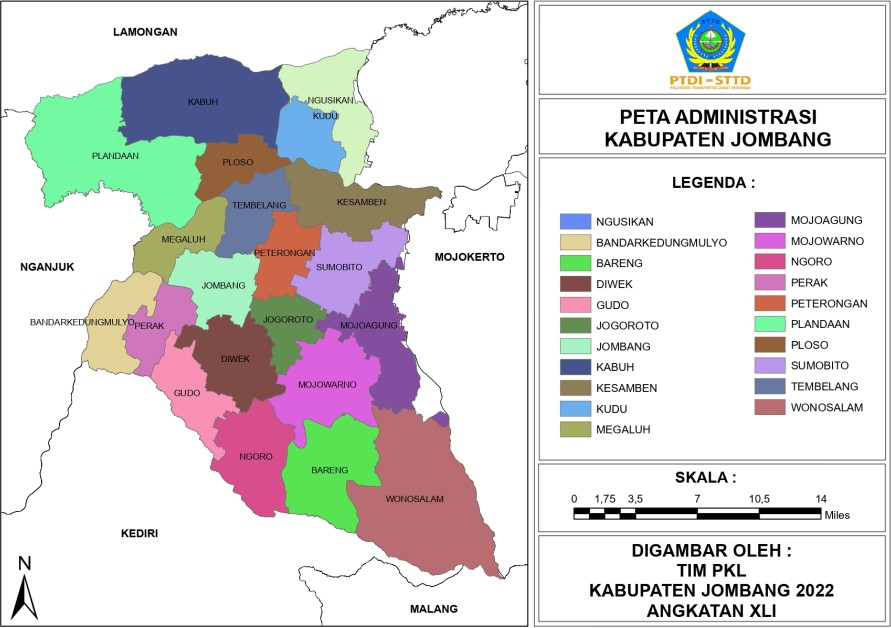 LAMONGAN
KABUH
NGUSIKAN
KUDU
PLANDAAN
PLOSO
KESAMBEN
TEMBELANG
MEGALUH
PETERONGAN
MOJOKERTO
NGANJUK
SUMOBITO
JOMBANG
BANDARKEDUNGMULYO
PERAK
JOGOROTO
MOJOAGUNG
DIWEK
MOJOWARNO
GUDO
NGORO
BARENG
WONOSALAM
KEDIRI
N
MALANG
PTDI - STTD
PETA ADMINISTRASI
KABUPATEN JOMBANG
LEGENDA :
NGUSIKAN
BANDARKEDUNGMULYO
BARENG
DIWEK
GUDO
JOGOROTO
JOMBANG
KABUH
KESAMBEN
KUDU
MEGALUH
MOJOAGUNG
MOJOWARNO
NGORO
PERAK
PETERONGAN
PLANDAAN
PLOSO
SUMOBITO
TEMBELANG
WONOSALAM
SKALA :
0 1,75 3,5 7 10,5 14
Miles
DIGAMBAR OLEH :
TIM PKL
KABUPATEN JOMBANG 2022
ANGKATAN XLI